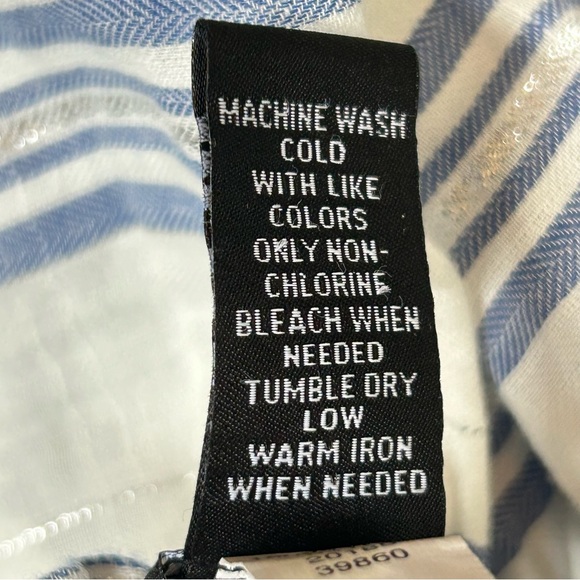 MACHINE WASH
COLD
WITH LIKE
COLORS
ONLY NON-
CHLORINE
BLEACH WHEN
NEEDED
TUMBLE DRY
LOW
WARM IRON
WHEN NEEDED
39860